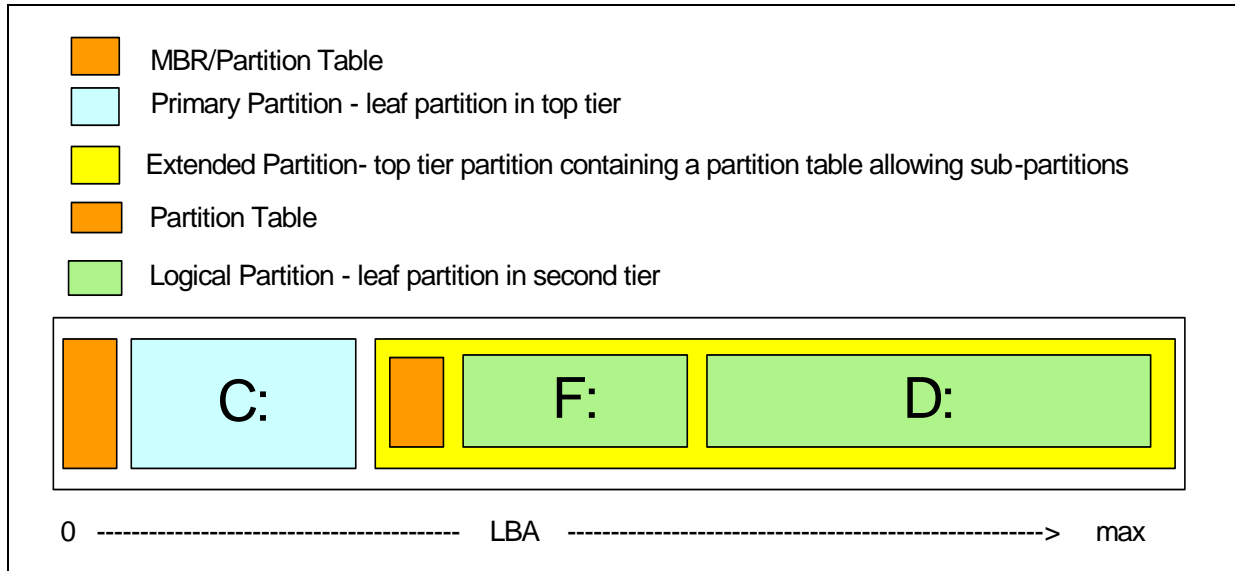 MBR/Partition Table
Primary Partition - leaf partition in top tier
Extended Partition- top tier partition containing a partition table allowing sub-partitions
Partition Table
Logical Partition - leaf partition in second tier
C: F: D:
0 ----------------------------------------- LBA ------------------------------------------------------> max